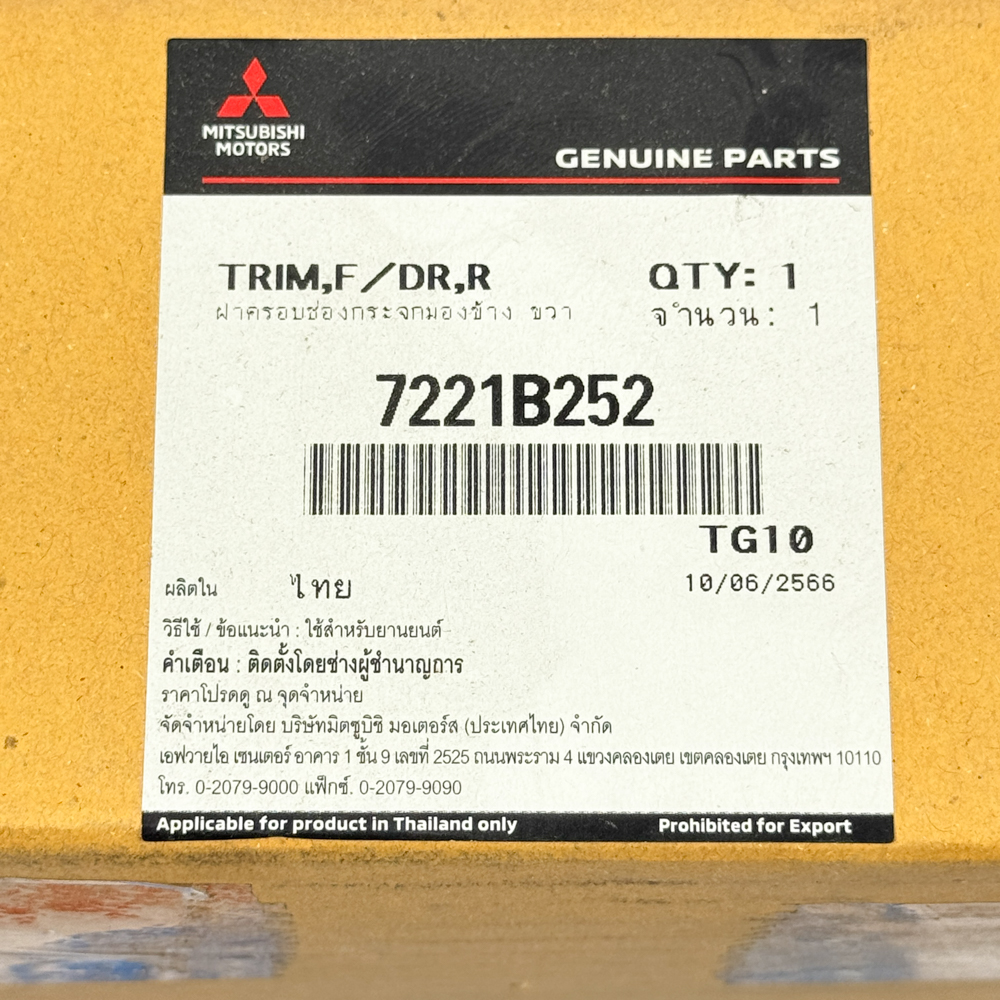 MITSUBISHI
MOTORS
GENUINE PARTS
TRIM,F/DR,R QTY: 1
ฝาครอบช่องกระจกมองข้าง ขวา จำนวน: 1
7221B252
TG10
ผลิตใน ไทย 10/06/2566
วิธีใช้ / ข้อแนะนำ : ใช้สำหรับยานยนต์
คำเตือน : ติดตั้งโดยช่างผู้ชำนาญการ
ราคาโปรดดู ณ จุดจำหน่าย
จัดจำหน่ายโดย บริษัทมิตซูบิชิ มอเตอร์ส (ประเทศไทย) จำกัด
เอฟวายไอ เซนเตอร์ อาคาร 1 ชั้น 9 เลขที่ 2525 ถนนพระราม 4 แขวงคลองเตย เขตคลองเตย กรุงเทพฯ 10110
โทร. 0-2079-9000 แฟ็กซ์. 0-2079-9090
Applicable for product in Thailand only Prohibited for Export